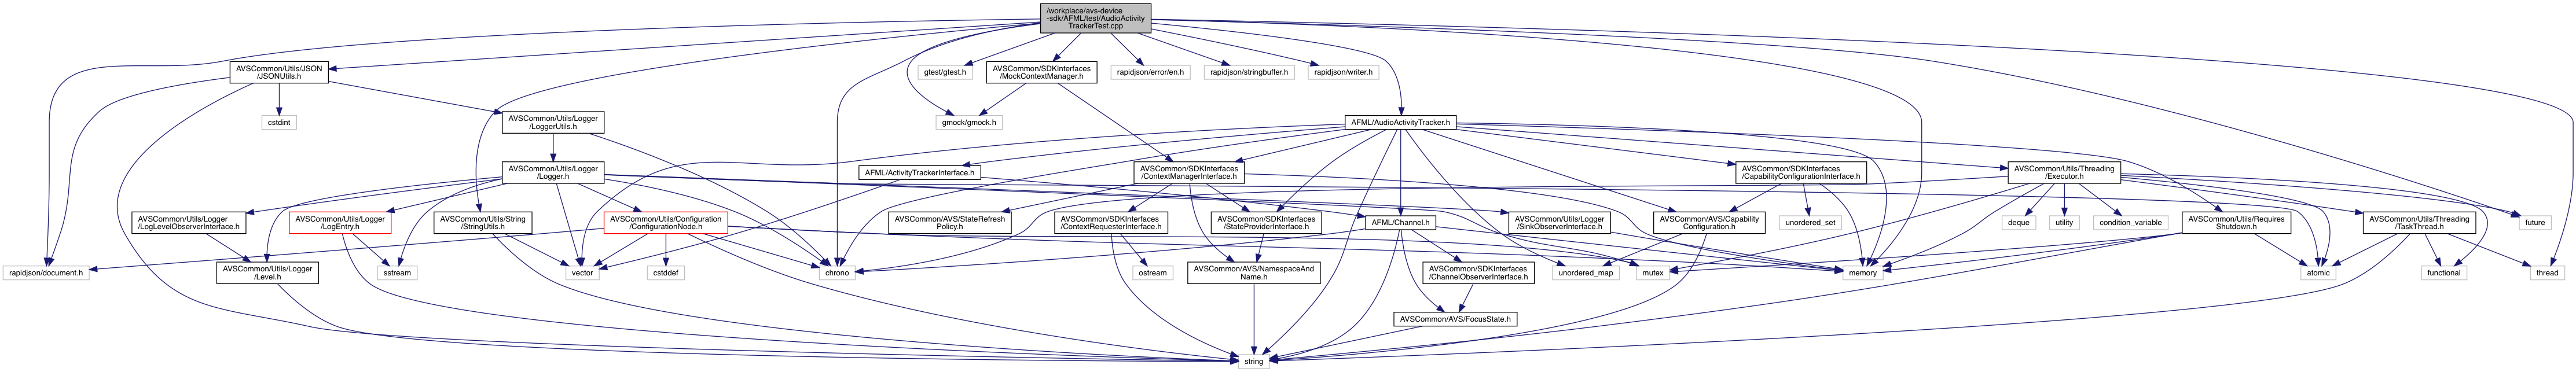 /workplace/avs-device
-sdk/AFML/test/AudioActivity
TrackerTest.cpp
AVSCommon/Utils/JSON
/JSONUtils.h
gtest/gtest.h
AVSCommon/SDKInterfaces
/MockContextManager.h
rapidjson/error/en.h
rapidjson/stringbuffer.h
rapidjson/writer.h
cstdint
AVSCommon/Utils/Logger
/LoggerUtils.h
gmock/gmock.h
AFML/AudioActivityTracker.h
AVSCommon/Utils/Logger
/Logger.h
AFML/ActivityTrackerInterface.h
AVSCommon/SDKInterfaces
/ContextManagerInterface.h
AVSCommon/SDKInterfaces
/CapabilityConfigurationInterface.h
AVSCommon/Utils/Threading
/Executor.h
AVSCommon/Utils/Logger
/LogLevelObserverInterface.h
AVSCommon/Utils/Logger
/LogEntry.h
AVSCommon/Utils/String
/StringUtils.h
AVSCommon/Utils/Configuration
/ConfigurationNode.h
AVSCommon/AVS/StateRefresh
Policy.h
AVSCommon/SDKInterfaces
/ContextRequesterInterface.h
AVSCommon/SDKInterfaces
/StateProviderInterface.h
AFML/Channel.h
AVSCommon/Utils/Logger
/SinkObserverInterface.h
AVSCommon/AVS/Capability
Configuration.h
unordered_set
deque
utility
condition_variable
AVSCommon/Utils/Requires
Shutdown.h
AVSCommon/Utils/Threading
/TaskThread.h
future
rapidjson/document.h
AVSCommon/Utils/Logger
/Level.h
sstream
vector
cstddef
chrono
ostream
AVSCommon/AVS/NamespaceAnd
Name.h
AVSCommon/SDKInterfaces
/ChannelObserverInterface.h
unordered_map
mutex
memory
atomic
functional
thread
AVSCommon/AVS/FocusState.h
string